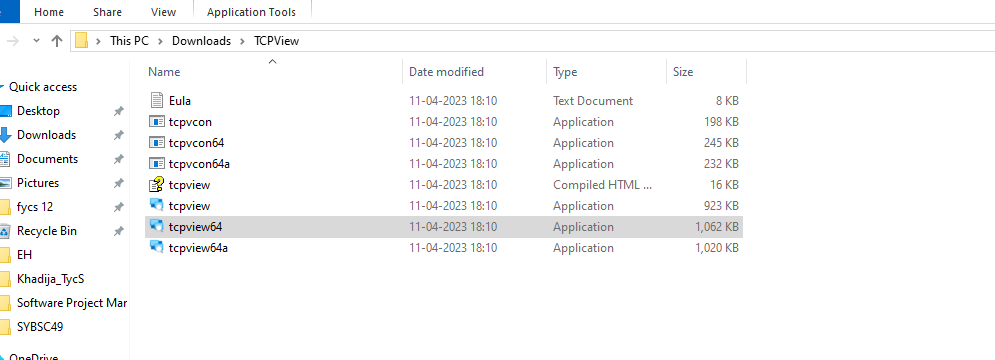 File Home Share View Application Tools
This PC > Downloads > TCPView
Name Date modified Type Size
Quick access
Desktop
Downloads
Documents
Pictures
fycs 12
Recycle Bin
EH
Khadija_TycS
Software Project Mar
SYBSC49
OneDrive
Eula 11-04-2023 18:10 Text Document 8 KB
tcpvcon 11-04-2023 18:10 Application 198 KB
tcpvcon64 11-04-2023 18:10 Application 245 KB
tcpvcon64a 11-04-2023 18:10 Application 232 KB
tcpview 11-04-2023 18:10 Compiled HTML ... 16 KB
tcpview 11-04-2023 18:10 Application 923 KB
tcpview64 11-04-2023 18:10 Application 1,062 KB
tcpview64a 11-04-2023 18:10 Application 1,020 KB